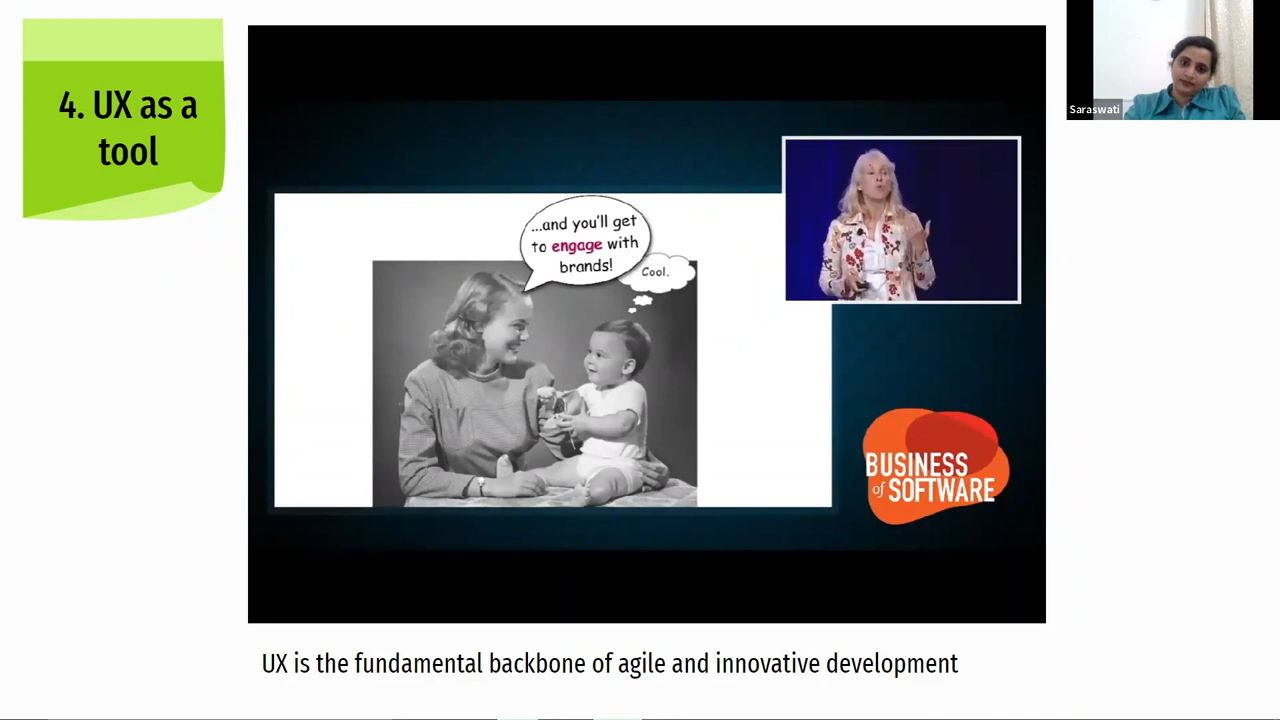 4. UX as a
tool
...and you'll get
to engage with
brands!
Cool.
BUSINESS
of SOFTWARE
Saraswati
UX is the fundamental backbone of agile and innovative development